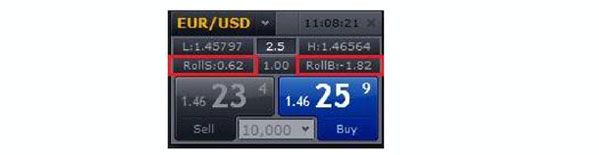 EUR/USD 11:08:21 ×
L:1.45797 2.5 H:1.46564
RollS:0.62 1.00 RollB:-1.82
1.46 23 4 1.46 25 9
Sell 10,000 Buy